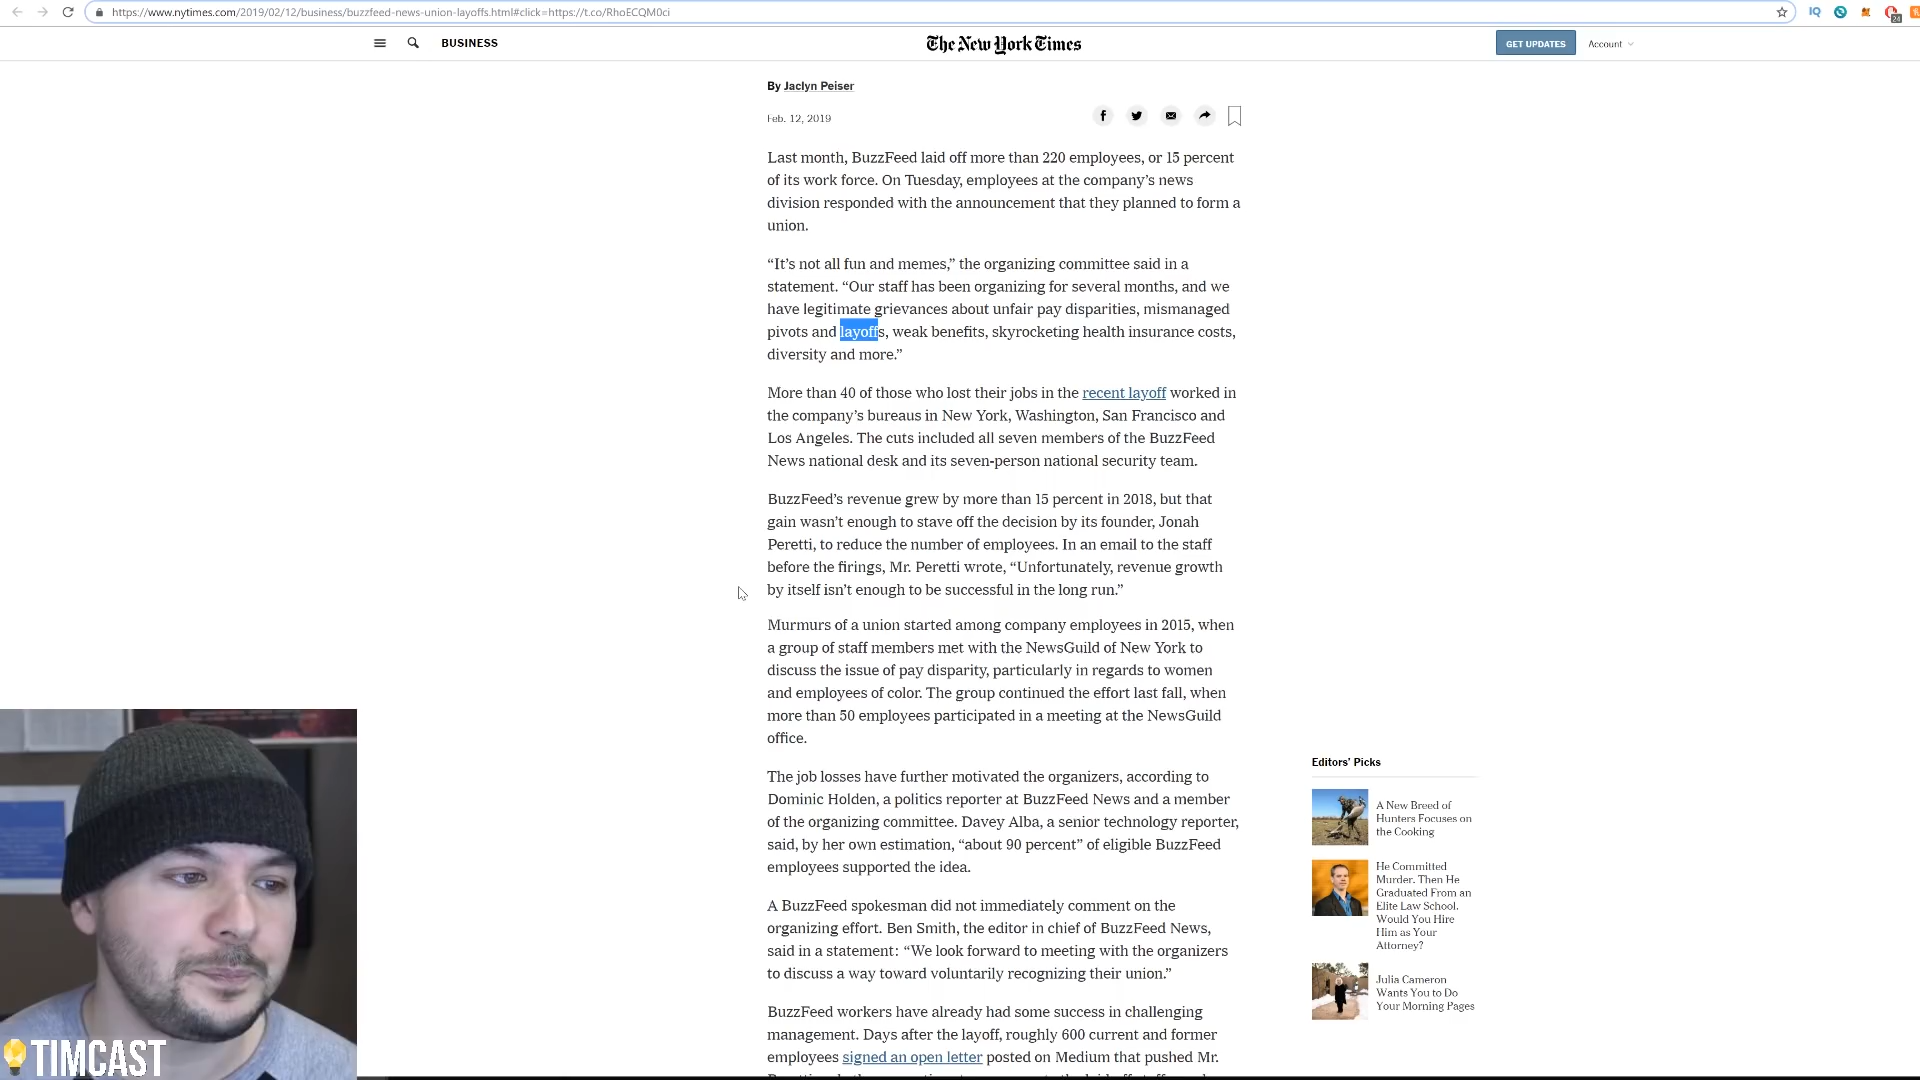 https://www.nytimes.com/2019/02/12/business/buzzfeed-news-union-layoffs.html#click=https://t.co/RhoECQM0ci
IQ
24
BUSINESS
The New York Times
GET UPDATES
Account
By Jaclyn Peiser
Feb. 12, 2019
Last month, BuzzFeed laid off more than 220 employees, or 15 percent
of its work force. On Tuesday, employees at the company’s news
division responded with the announcement that they planned to form a
union.
“It’s not all fun and memes,” the organizing committee said in a
statement. “Our staff has been organizing for several months, and we
have legitimate grievances about unfair pay disparities, mismanaged
pivots and layoffs, weak benefits, skyrocketing health insurance costs,
diversity and more.”
More than 40 of those who lost their jobs in the recent layoff worked in
the company’s bureaus in New York, Washington, San Francisco and
Los Angeles. The cuts included all seven members of the BuzzFeed
News national desk and its seven-person national security team.
BuzzFeed’s revenue grew by more than 15 percent in 2018, but that
gain wasn’t enough to stave off the decision by its founder, Jonah
Peretti, to reduce the number of employees. In an email to the staff
before the firings, Mr. Peretti wrote, “Unfortunately, revenue growth
by itself isn’t enough to be successful in the long run.”
Murmurs of a union started among company employees in 2015, when
a group of staff members met with the NewsGuild of New York to
discuss the issue of pay disparity, particularly in regards to women
and employees of color. The group continued the effort last fall, when
more than 50 employees participated in a meeting at the NewsGuild
office.
The job losses have further motivated the organizers, according to
Dominic Holden, a politics reporter at BuzzFeed News and a member
of the organizing committee. Davey Alba, a senior technology reporter,
said, by her own estimation, “about 90 percent” of eligible BuzzFeed
employees supported the idea.
A BuzzFeed spokesman did not immediately comment on the
organizing effort. Ben Smith, the editor in chief of BuzzFeed News,
said in a statement: “We look forward to meeting with the organizers
to discuss a way toward voluntarily recognizing their union.”
BuzzFeed workers have already had some success in challenging
management. Days after the layoff, roughly 600 current and former
employees signed an open letter posted on Medium that pushed Mr.
Editors’ Picks
A New Breed of
Hunters Focuses on
the Cooking
He Committed
Murder. Then He
Graduated From an
Elite Law School.
Would You Hire
Him as Your
Attorney?
Julia Cameron
Wants You to Do
Your Morning Pages
TIMCAST